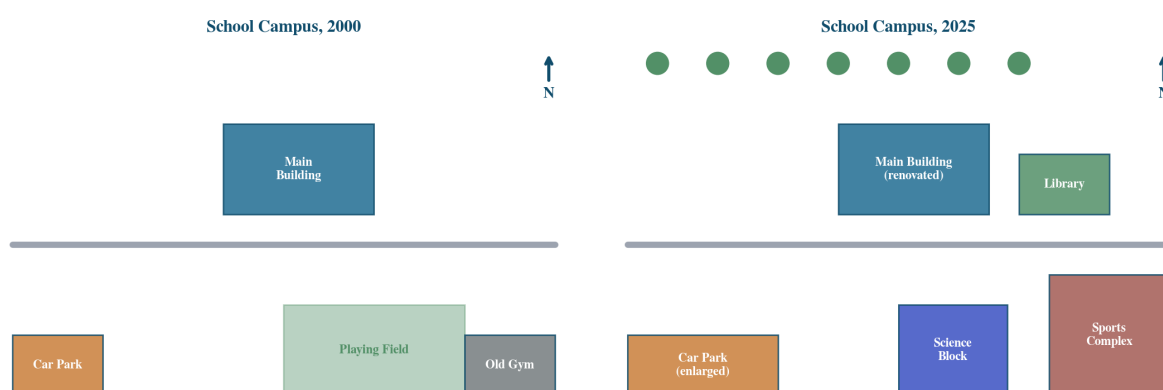 School Campus, 2000
N
Main
Building
Car Park
Playing Field
Old Gym
School Campus, 2025
N
Main Building
(renovated)
Library
Car Park
(enlarged)
Science
Block
Sports
Complex